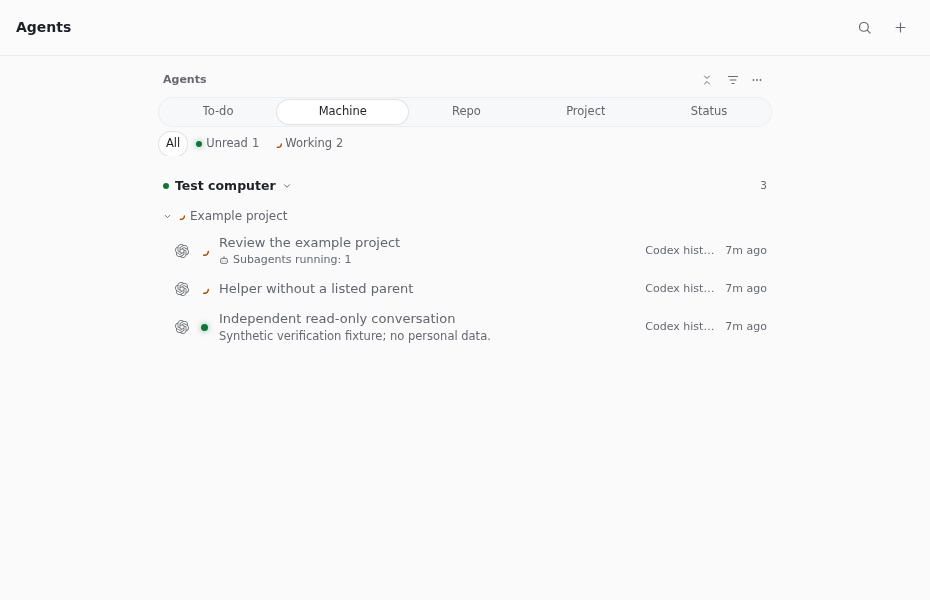 Agents
Agents
To-do Machine Repo Project Status
All Unread 1 Working 2
Test computer 3
Example project
Review the example project Codex hist… 7m ago
Subagents running: 1
Helper without a listed parent Codex hist… 7m ago
Independent read-only conversation Codex hist… 7m ago
Synthetic verification fixture; no personal data.